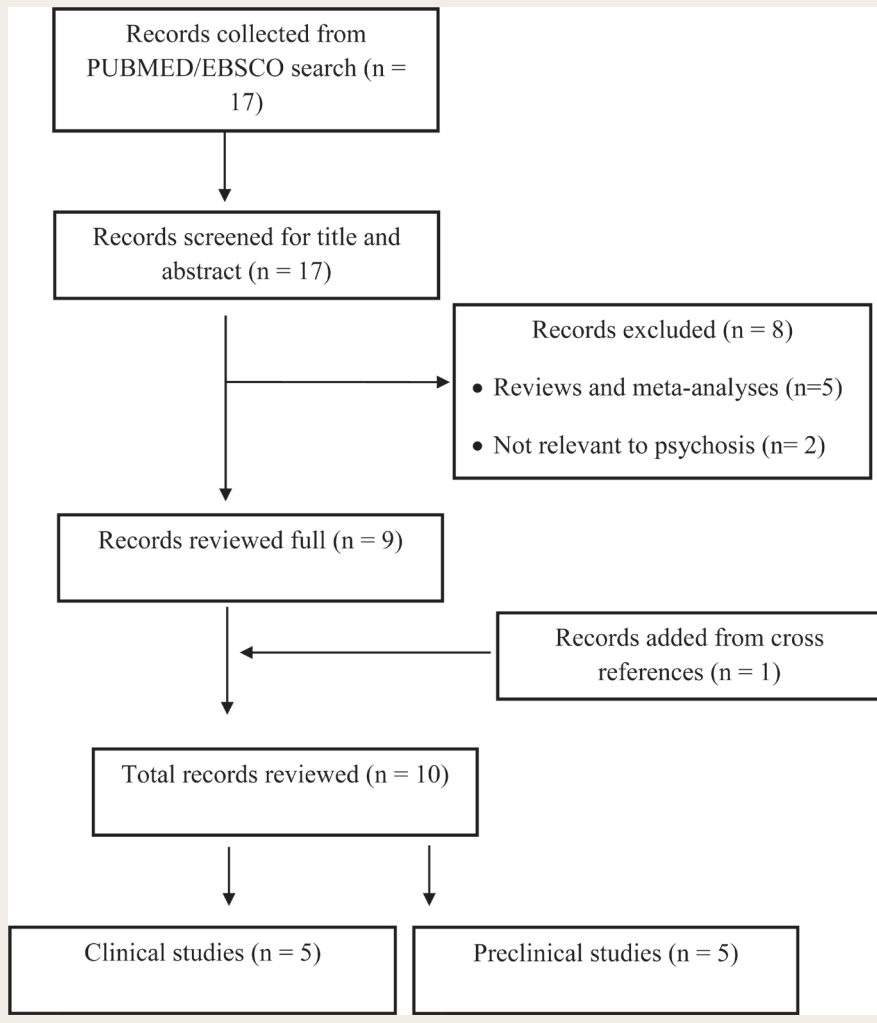 Records collected from
PUBMED/EBSCO search (n =
17)
Records screened for title and
abstract (n = 17)
Records excluded (n = 8)
• Reviews and meta-analyses (n=5)
• Not relevant to psychosis (n= 2)
Records reviewed full (n = 9)
Records added from cross
references (n = 1)
Total records reviewed (n = 10)
Clinical studies (n = 5)
Preclinical studies (n = 5)